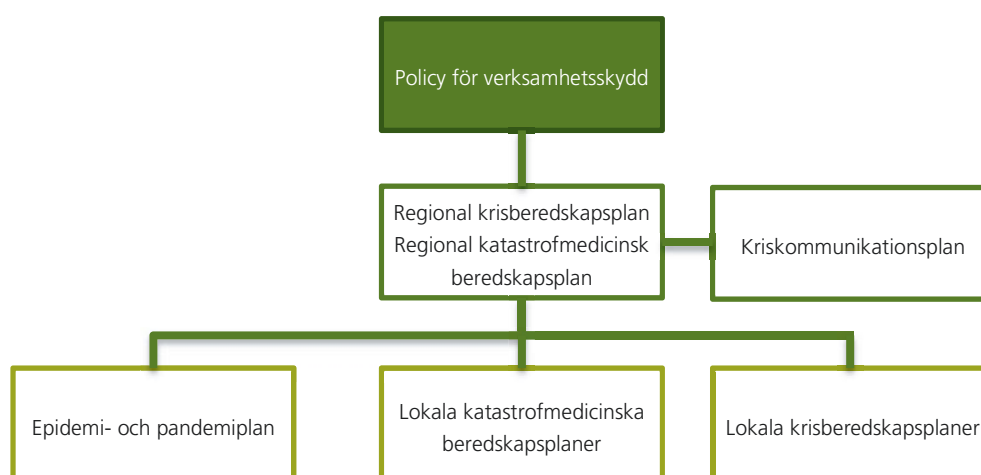 Policy för verksamhetsskydd
Regional krisberedskapsplan
Regional katastrofmedicinsk
beredskapsplan
Kriskommunikationsplan
Epidemi- och pandemiplan
Lokala katastrofmedicinska
beredskapsplaner
Lokala krisberedskapsplaner